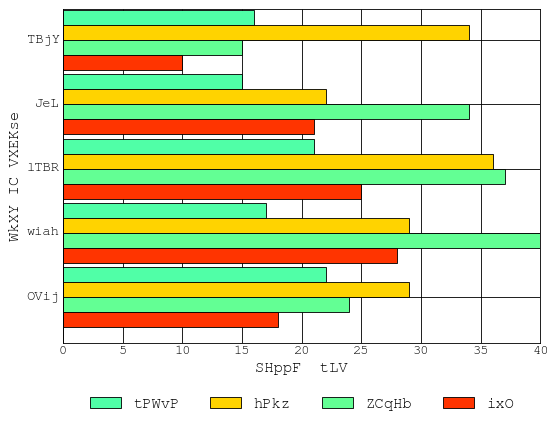 WkXY IC VXEKse
TBjY
JeL
lTBR
wiah
OVij
0 5 10 15 20 25 30 35 40
SHppF tLV
tPWvP hPkz ZCqHb ixO